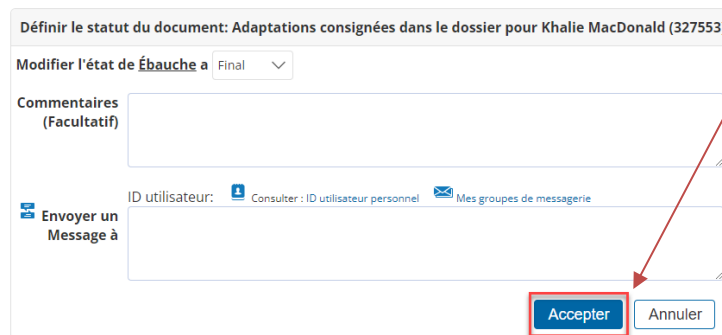 Définir le statut du document: Adaptations consignées dans le dossier pour Khalie MacDonald (327553
Modifier l'état de Ébauche a Final
Commentaires
(Facultatif)
ID utilisateur: Consulter : ID utilisateur personnel Mes groupes de messagerie
Envoyer un
Message à
Accepter Annuler